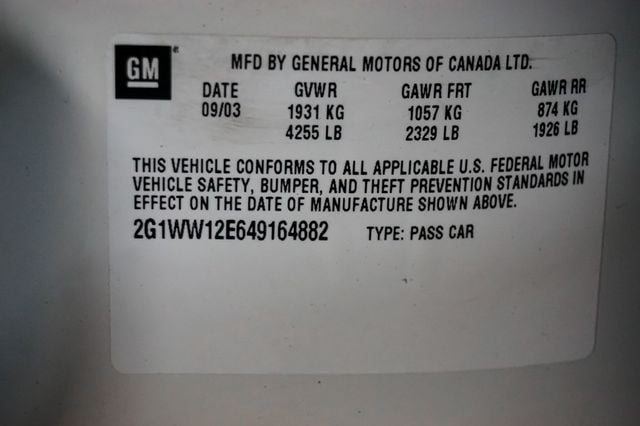 GM
MFD BY GENERAL MOTORS OF CANADA LTD.
DATE GVWR GAWR FRT GAWR RR
09/03 1931 KG 1057 KG 874 KG
4255 LB 2329 LB 1926 LB
THIS VEHICLE CONFORMS TO ALL APPLICABLE U.S. FEDERAL MOTOR
VEHICLE SAFETY, BUMPER, AND THEFT PREVENTION STANDARDS IN
EFFECT ON THE DATE OF MANUFACTURE SHOWN ABOVE.
2G1WW12E649164882 TYPE: PASS CAR